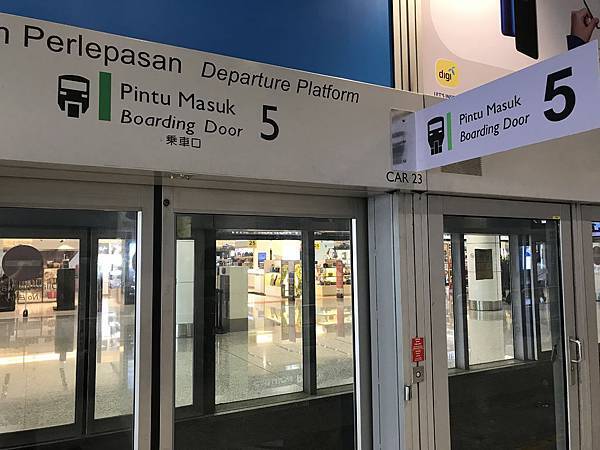 Perlepasan Departure Platform
Pintu Masuk
Boarding Door
5
乘車口
digi
Pintu Masuk
Boarding Door
5
CAR 23